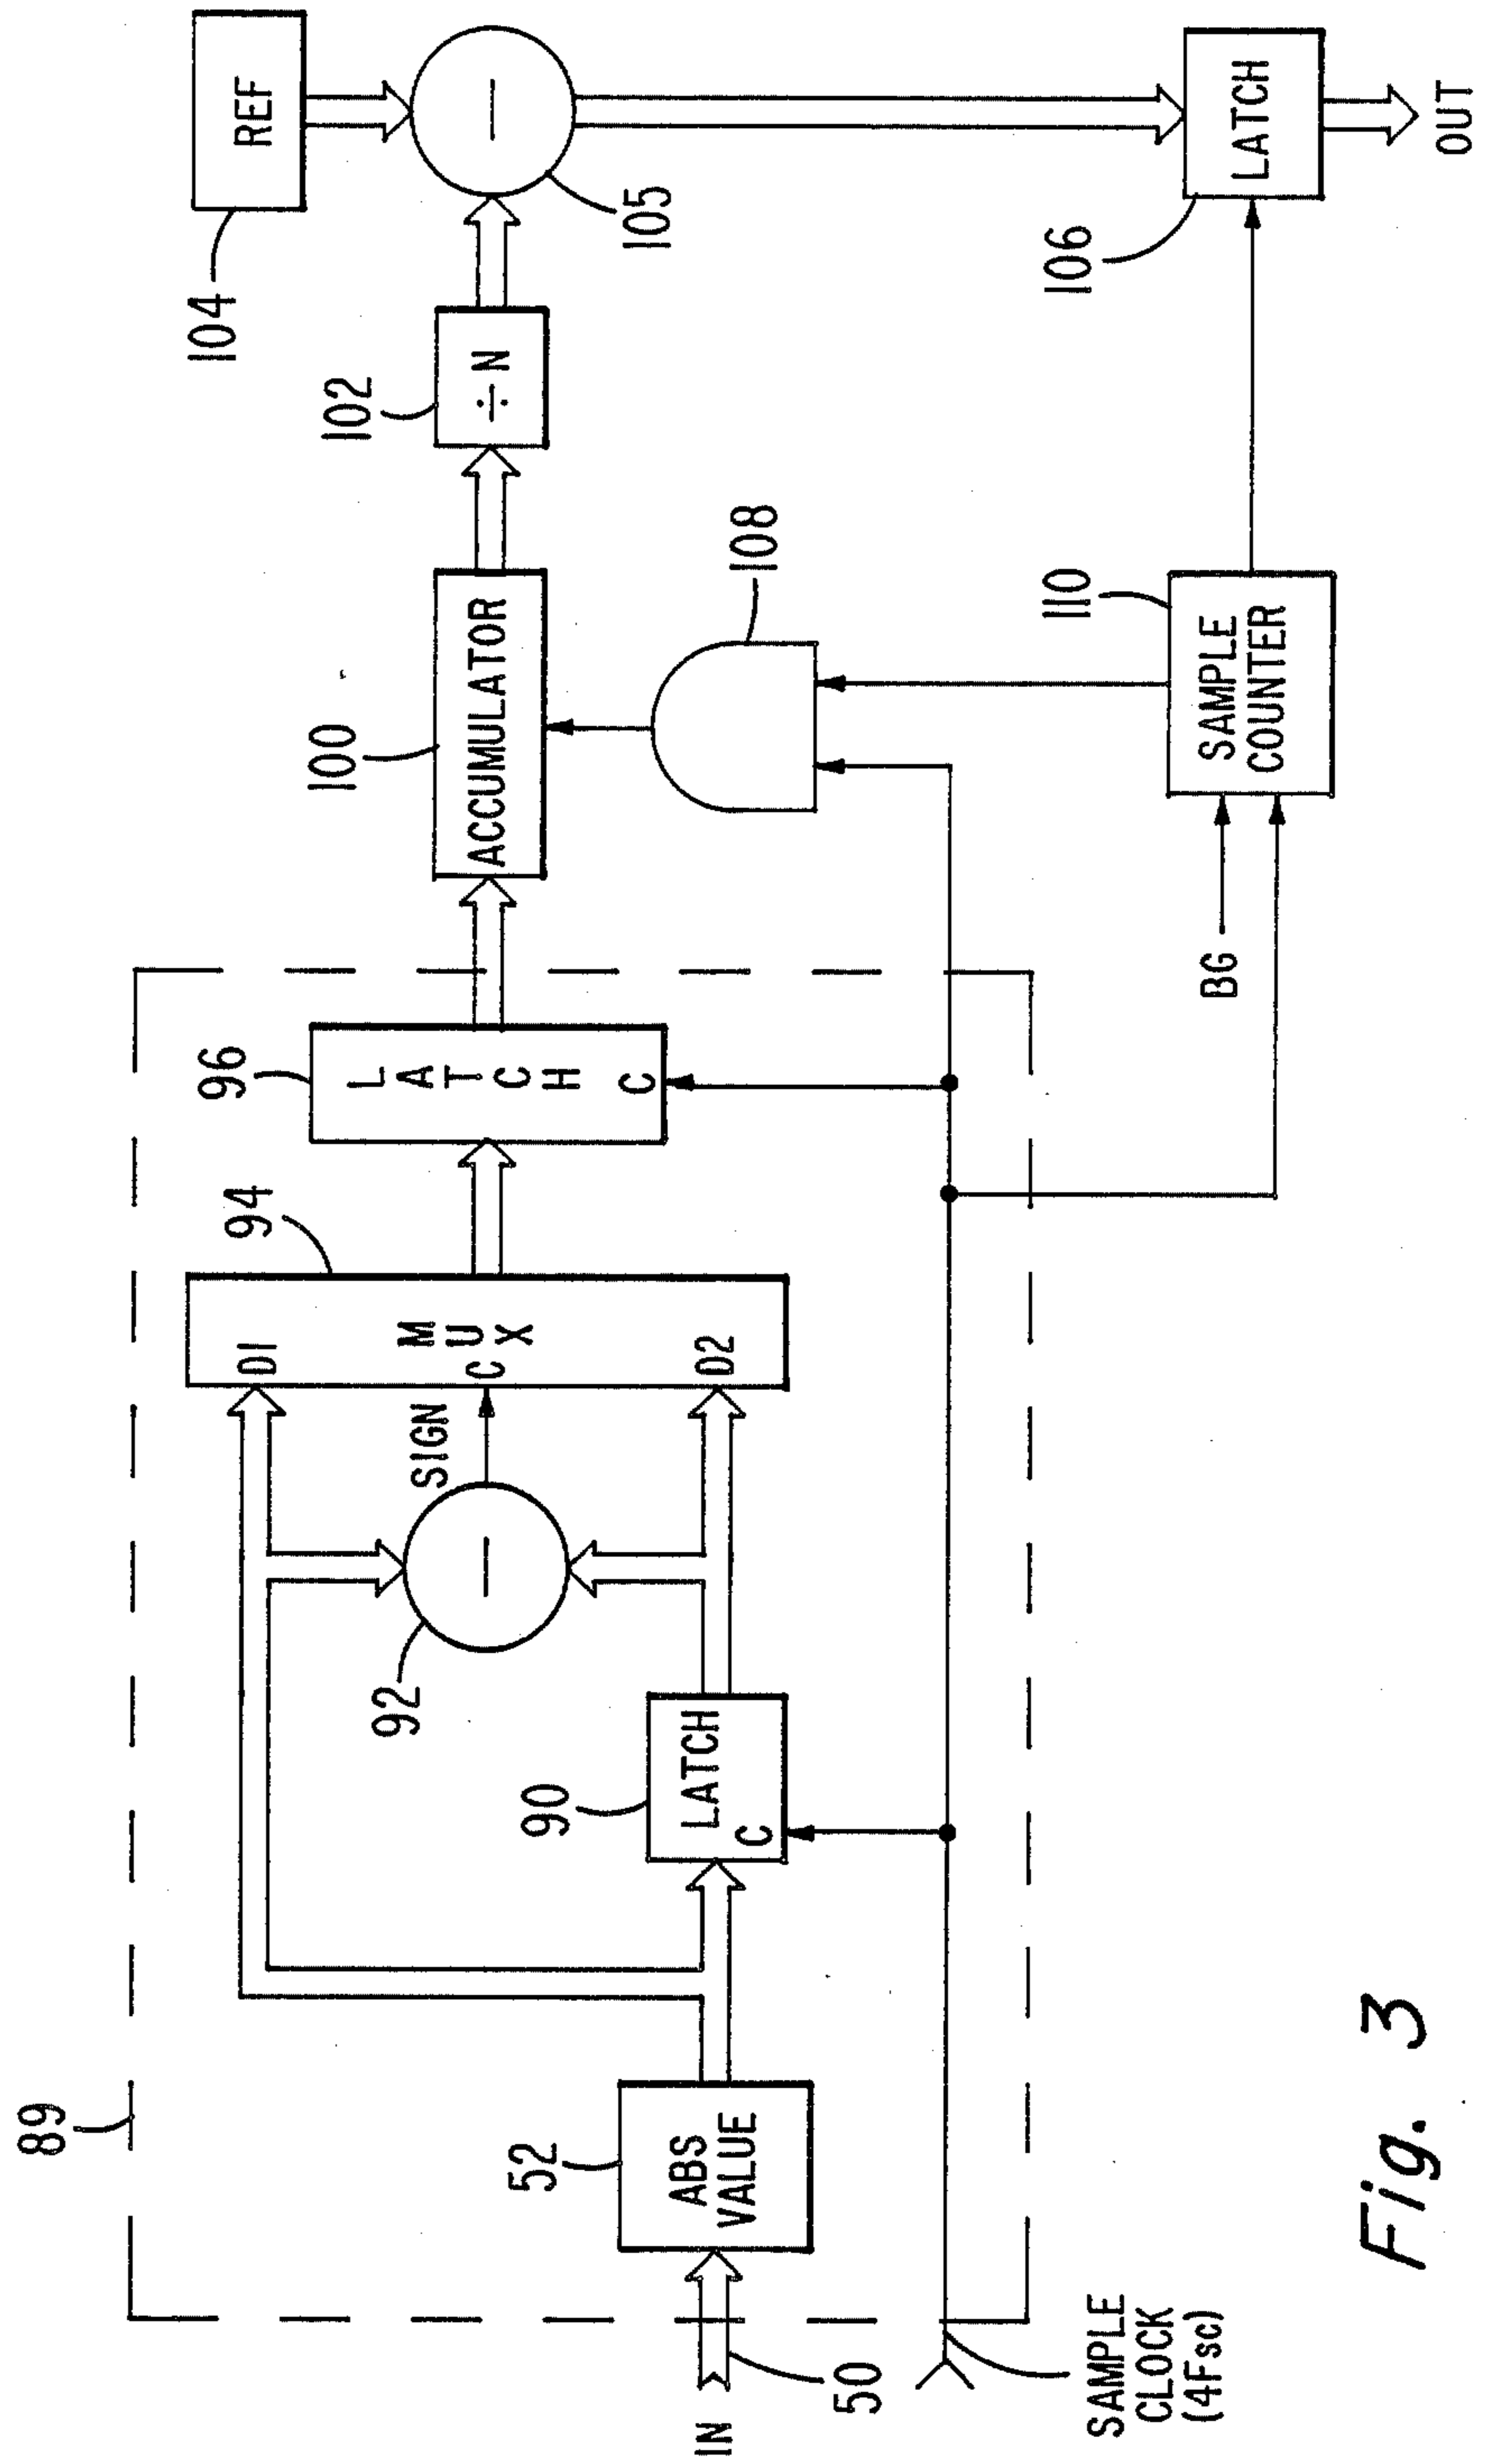 89
IN
50
52
ABS
VALUE
90
LATCH
C
92
SIGN
94
D1
MUX
C
D2
96
LATCH
C
100
ACCUMULATOR
102
÷N
104
REF
105
108
SAMPLE
CLOCK
(4Fsc)
BG
110
SAMPLE
COUNTER
106
LATCH
OUT
Fig. 3